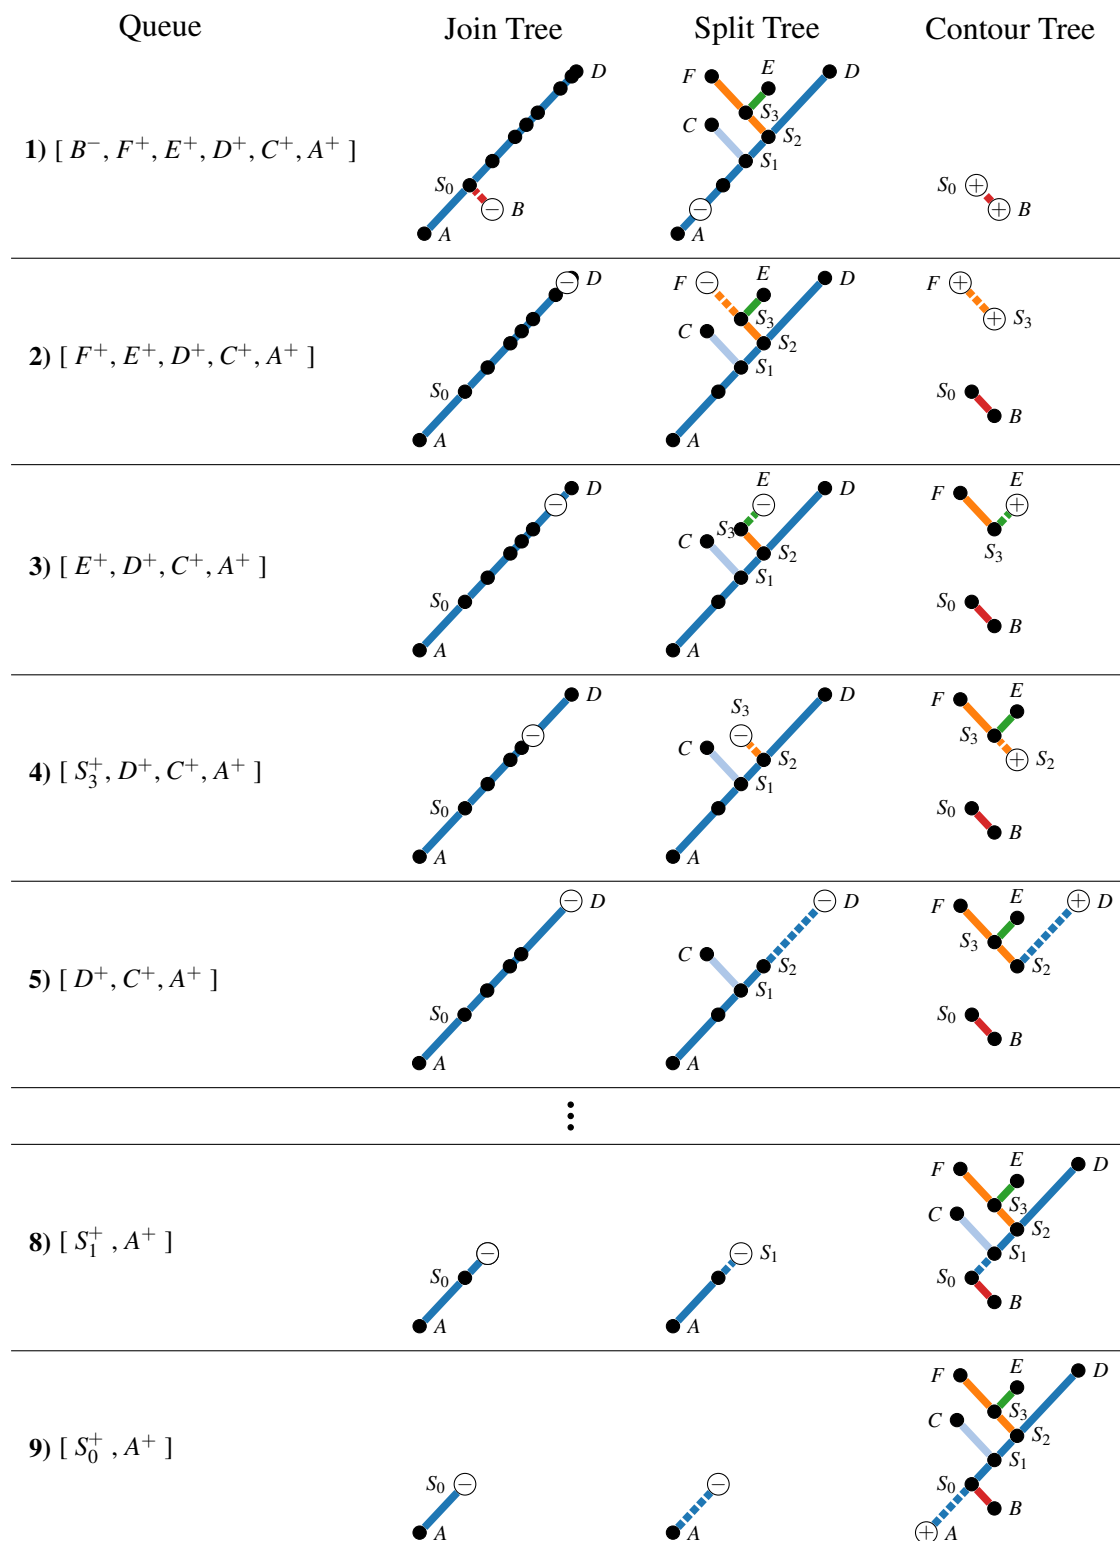 Queue Join Tree Split Tree Contour Tree
1) [ B⁻, F⁺, E⁺, D⁺, C⁺, A⁺ ]
D
S₀
− B
A
F
E
D
S₃
C
S₂
S₁
−
A
S₀ +
+ B
2) [ F⁺, E⁺, D⁺, C⁺, A⁺ ]
− D
S₀
A
F −
E
D
S₃
C
S₂
S₁
A
F +
+ S₃
S₀
B
3) [ E⁺, D⁺, C⁺, A⁺ ]
D
−
S₀
A
E
−
D
S₃
C
S₂
S₁
A
F
E
+
S₃
S₀
B
4) [ S₃⁺, D⁺, C⁺, A⁺ ]
D
−
S₀
A
S₃
−
D
C
S₂
S₁
A
F
E
S₃
+ S₂
S₀
B
5) [ D⁺, C⁺, A⁺ ]
− D
S₀
A
− D
C
S₂
S₁
A
F
E
+ D
S₃
S₂
S₀
B
⋮
8) [ S₁⁺ , A⁺ ]
−
S₀
A
− S₁
A
F
E
D
S₃
C
S₂
S₁
S₀
B
9) [ S₀⁺ , A⁺ ]
S₀ −
A
−
A
F
E
D
S₃
C
S₂
S₁
S₀
B
+ A